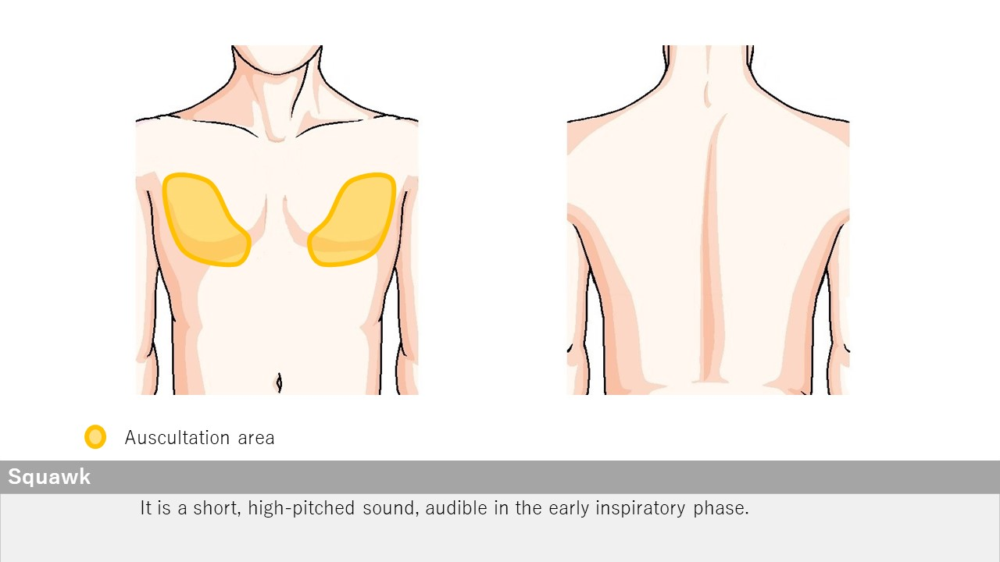 Auscultation area
Squawk
It is a short, high-pitched sound, audible in the early inspiratory phase.